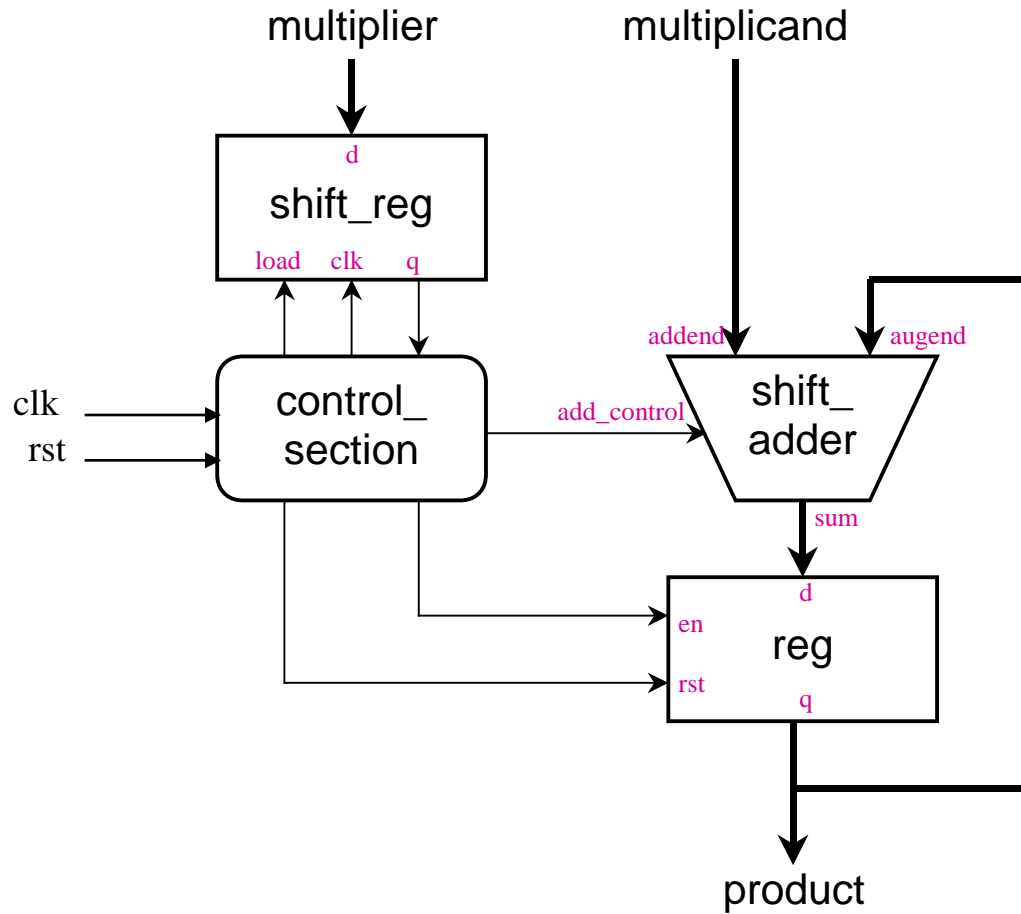 multiplier
multiplicand
d
shift_reg
load
clk
q
addend
augend
clk
rst
control_
section
add_control
shift_
adder
sum
d
en
reg
rst
q
product